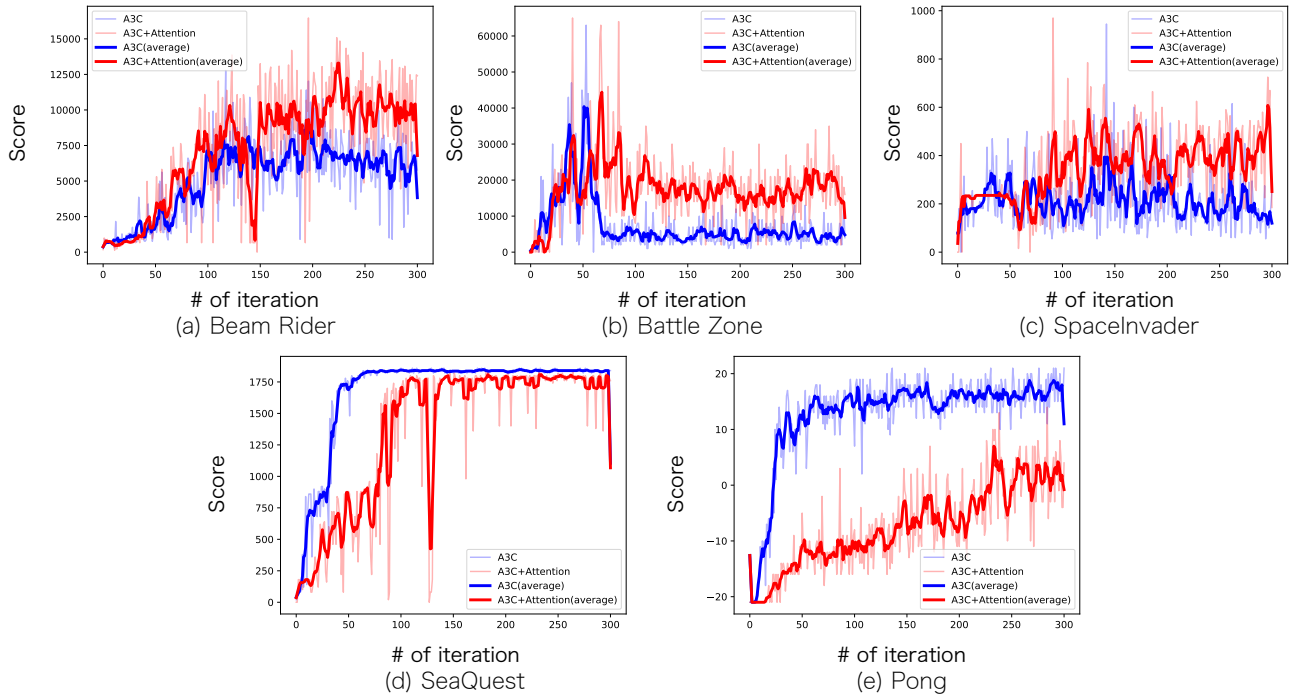 A3C
A3C+Attention
A3C(average)
A3C+Attention(average)
15000
12500
10000
7500
5000
2500
0
Score
0 50 100 150 200 250 300
# of iteration
(a) Beam Rider
A3C
A3C+Attention
A3C(average)
A3C+Attention(average)
60000
50000
40000
30000
20000
10000
0
Score
0 50 100 150 200 250 300
# of iteration
(b) Battle Zone
A3C
A3C+Attention
A3C(average)
A3C+Attention(average)
1000
800
600
400
200
0
Score
0 50 100 150 200 250 300
# of iteration
(c) SpaceInvader
1750
1500
1250
1000
750
500
250
0
Score
A3C
A3C+Attention
A3C(average)
A3C+Attention(average)
0 50 100 150 200 250 300
# of iteration
(d) SeaQuest
20
10
0
−10
−20
Score
A3C
A3C+Attention
A3C(average)
A3C+Attention(average)
0 50 100 150 200 250 300
# of iteration
(e) Pong